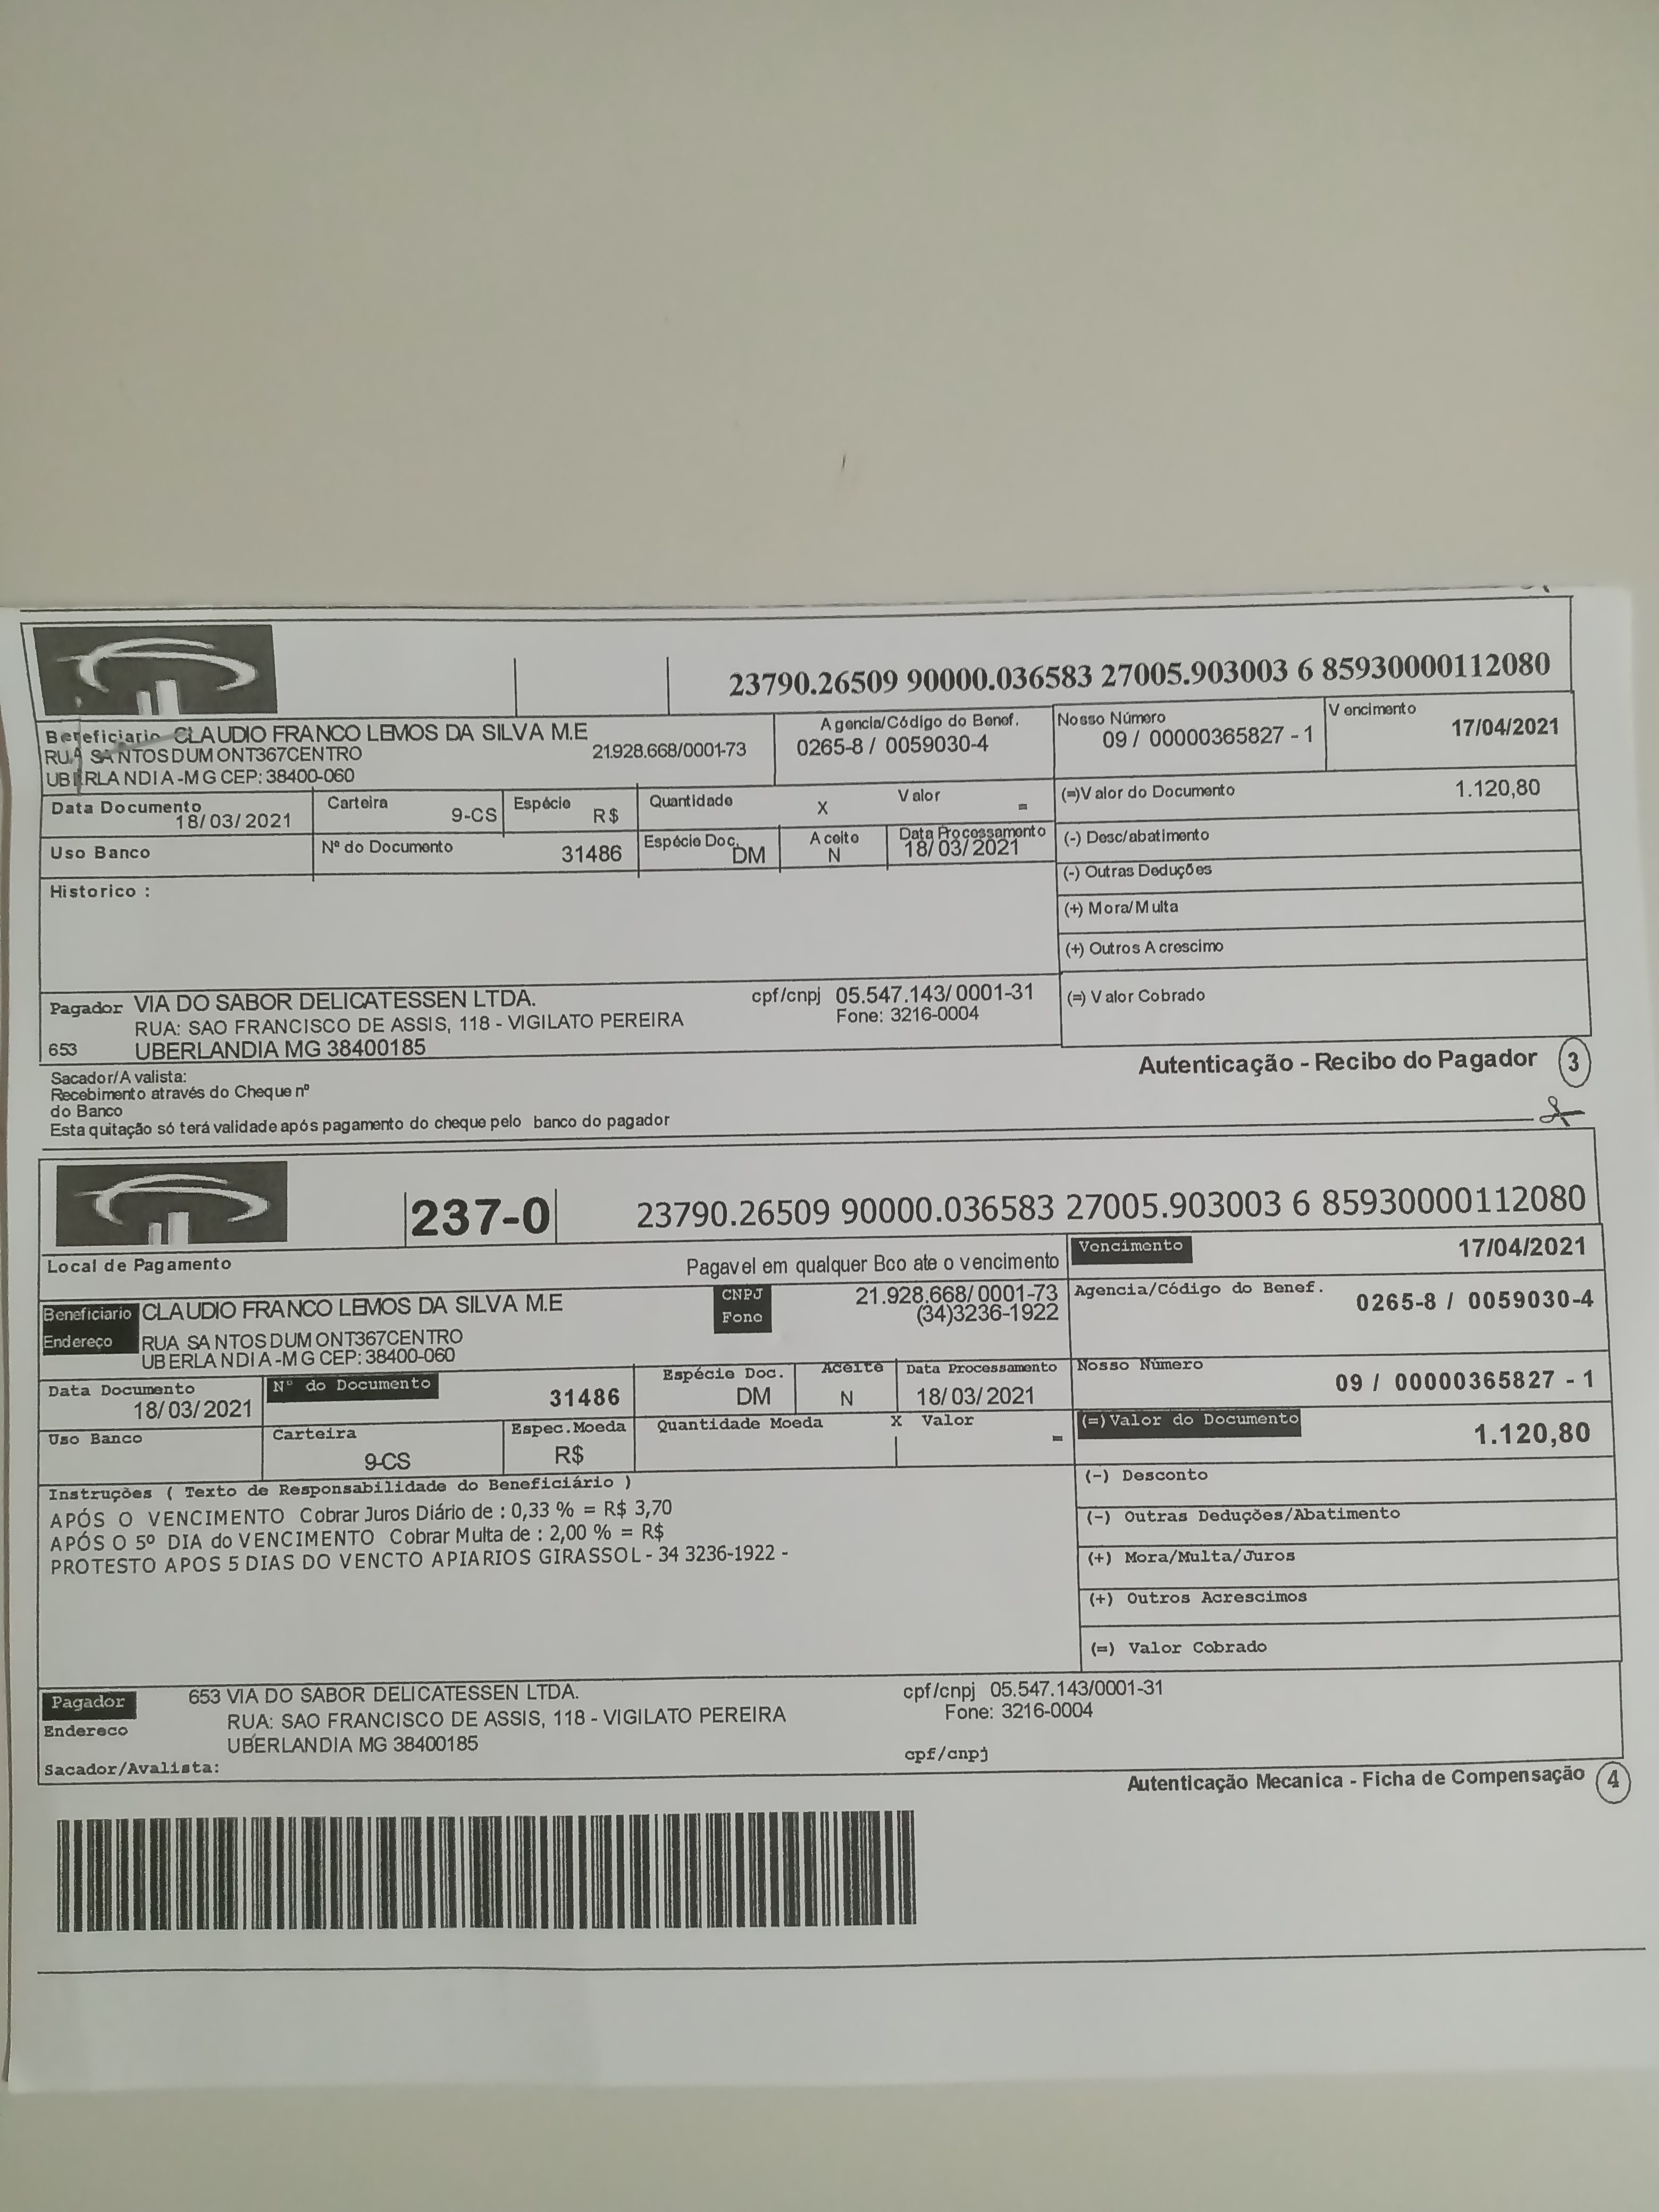 23790.26509 90000.036583 27005.903003 6 85930000112080
Beneficiario CLAUDIO FRANCO LEMOS DA SILVA M.E
RUA SANTOS DUMONT367CENTRO 21.928.668/0001-73
UBERLANDIA-MG CEP: 38400-060
Agencia/Código do Benef.
0265-8 / 0059030-4
Nosso Número
09 / 00000365827 - 1
Vencimento
17/04/2021
Data Documento
18/03/2021
Carteira
9-CS
Espécie
R$
Quantidade
X
Valor
=
(=)Valor do Documento 1.120,80
Uso Banco
Nº do Documento
31486
Espécie Doc.
DM
Aceite
N
Data Processamento
18/03/2021
(-) Desc/abatimento
(-) Outras Deduções
Historico :
(+) Mora/Multa
(+) Outros Acrescimo
Pagador VIA DO SABOR DELICATESSEN LTDA. cpf/cnpj 05.547.143/0001-31
RUA: SAO FRANCISCO DE ASSIS, 118 - VIGILATO PEREIRA Fone: 3216-0004
653 UBERLANDIA MG 38400185
(=) Valor Cobrado
Autenticação - Recibo do Pagador 3
Sacador/Avalista:
Recebimento através do Cheque nº
do Banco
Esta quitação só terá validade após pagamento do cheque pelo banco do pagador
237-0 23790.26509 90000.036583 27005.903003 6 85930000112080
Local de Pagamento Pagavel em qualquer Bco ate o vencimento
Vencimento 17/04/2021
Beneficiario CLAUDIO FRANCO LEMOS DA SILVA M.E
CNPJ 21.928.668/0001-73
Fone (34)3236-1922
Endereço RUA SANTOS DUMONT367CENTRO
UBERLANDIA-MG CEP: 38400-060
Agencia/Código do Benef.
0265-8 / 0059030-4
Data Documento
18/03/2021
Nº do Documento
31486
Espécie Doc.
DM
Aceite
N
Data Processamento
18/03/2021
Nosso Número
09 / 00000365827 - 1
Uso Banco
Carteira
9-CS
Espec.Moeda
R$
Quantidade Moeda
X Valor
=
(=)Valor do Documento
1.120,80
Instruções ( Texto de Responsabilidade do Beneficiário )
APÓS O VENCIMENTO Cobrar Juros Diário de : 0,33 % = R$ 3,70
APÓS O 5º DIA do VENCIMENTO Cobrar Multa de : 2,00 % = R$
PROTESTO APOS 5 DIAS DO VENCTO APIARIOS GIRASSOL - 34 3236-1922 -
(-) Desconto
(-) Outras Deduções/Abatimento
(+) Mora/Multa/Juros
(+) Outros Acrescimos
(=) Valor Cobrado
Pagador 653 VIA DO SABOR DELICATESSEN LTDA. cpf/cnpj 05.547.143/0001-31
Endereco RUA: SAO FRANCISCO DE ASSIS, 118 - VIGILATO PEREIRA Fone: 3216-0004
UBERLANDIA MG 38400185
Sacador/Avalista: cpf/cnpj
Autenticação Mecanica - Ficha de Compensação 4